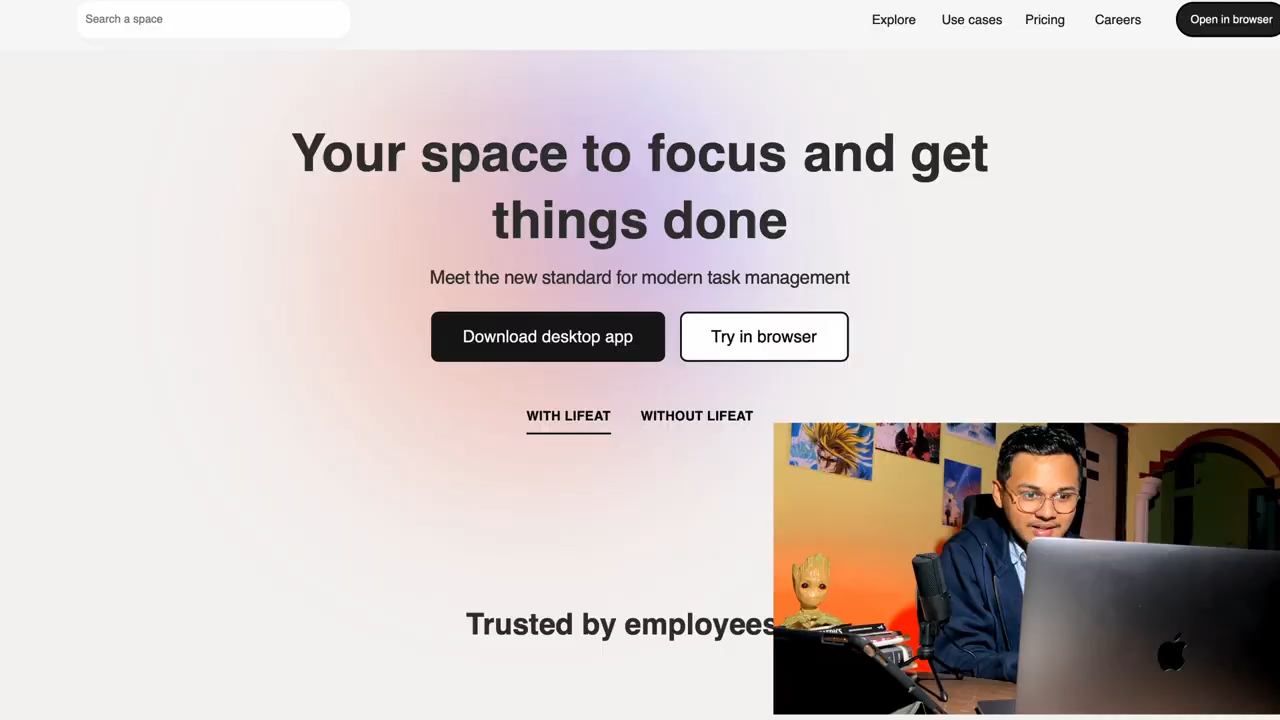 Search a space
Explore
Use cases
Pricing
Careers
Open in browser
Your space to focus and get
things done
Meet the new standard for modern task management
Download desktop app
Try in browser
WITH LIFEAT
WITHOUT LIFEAT
Trusted by employees